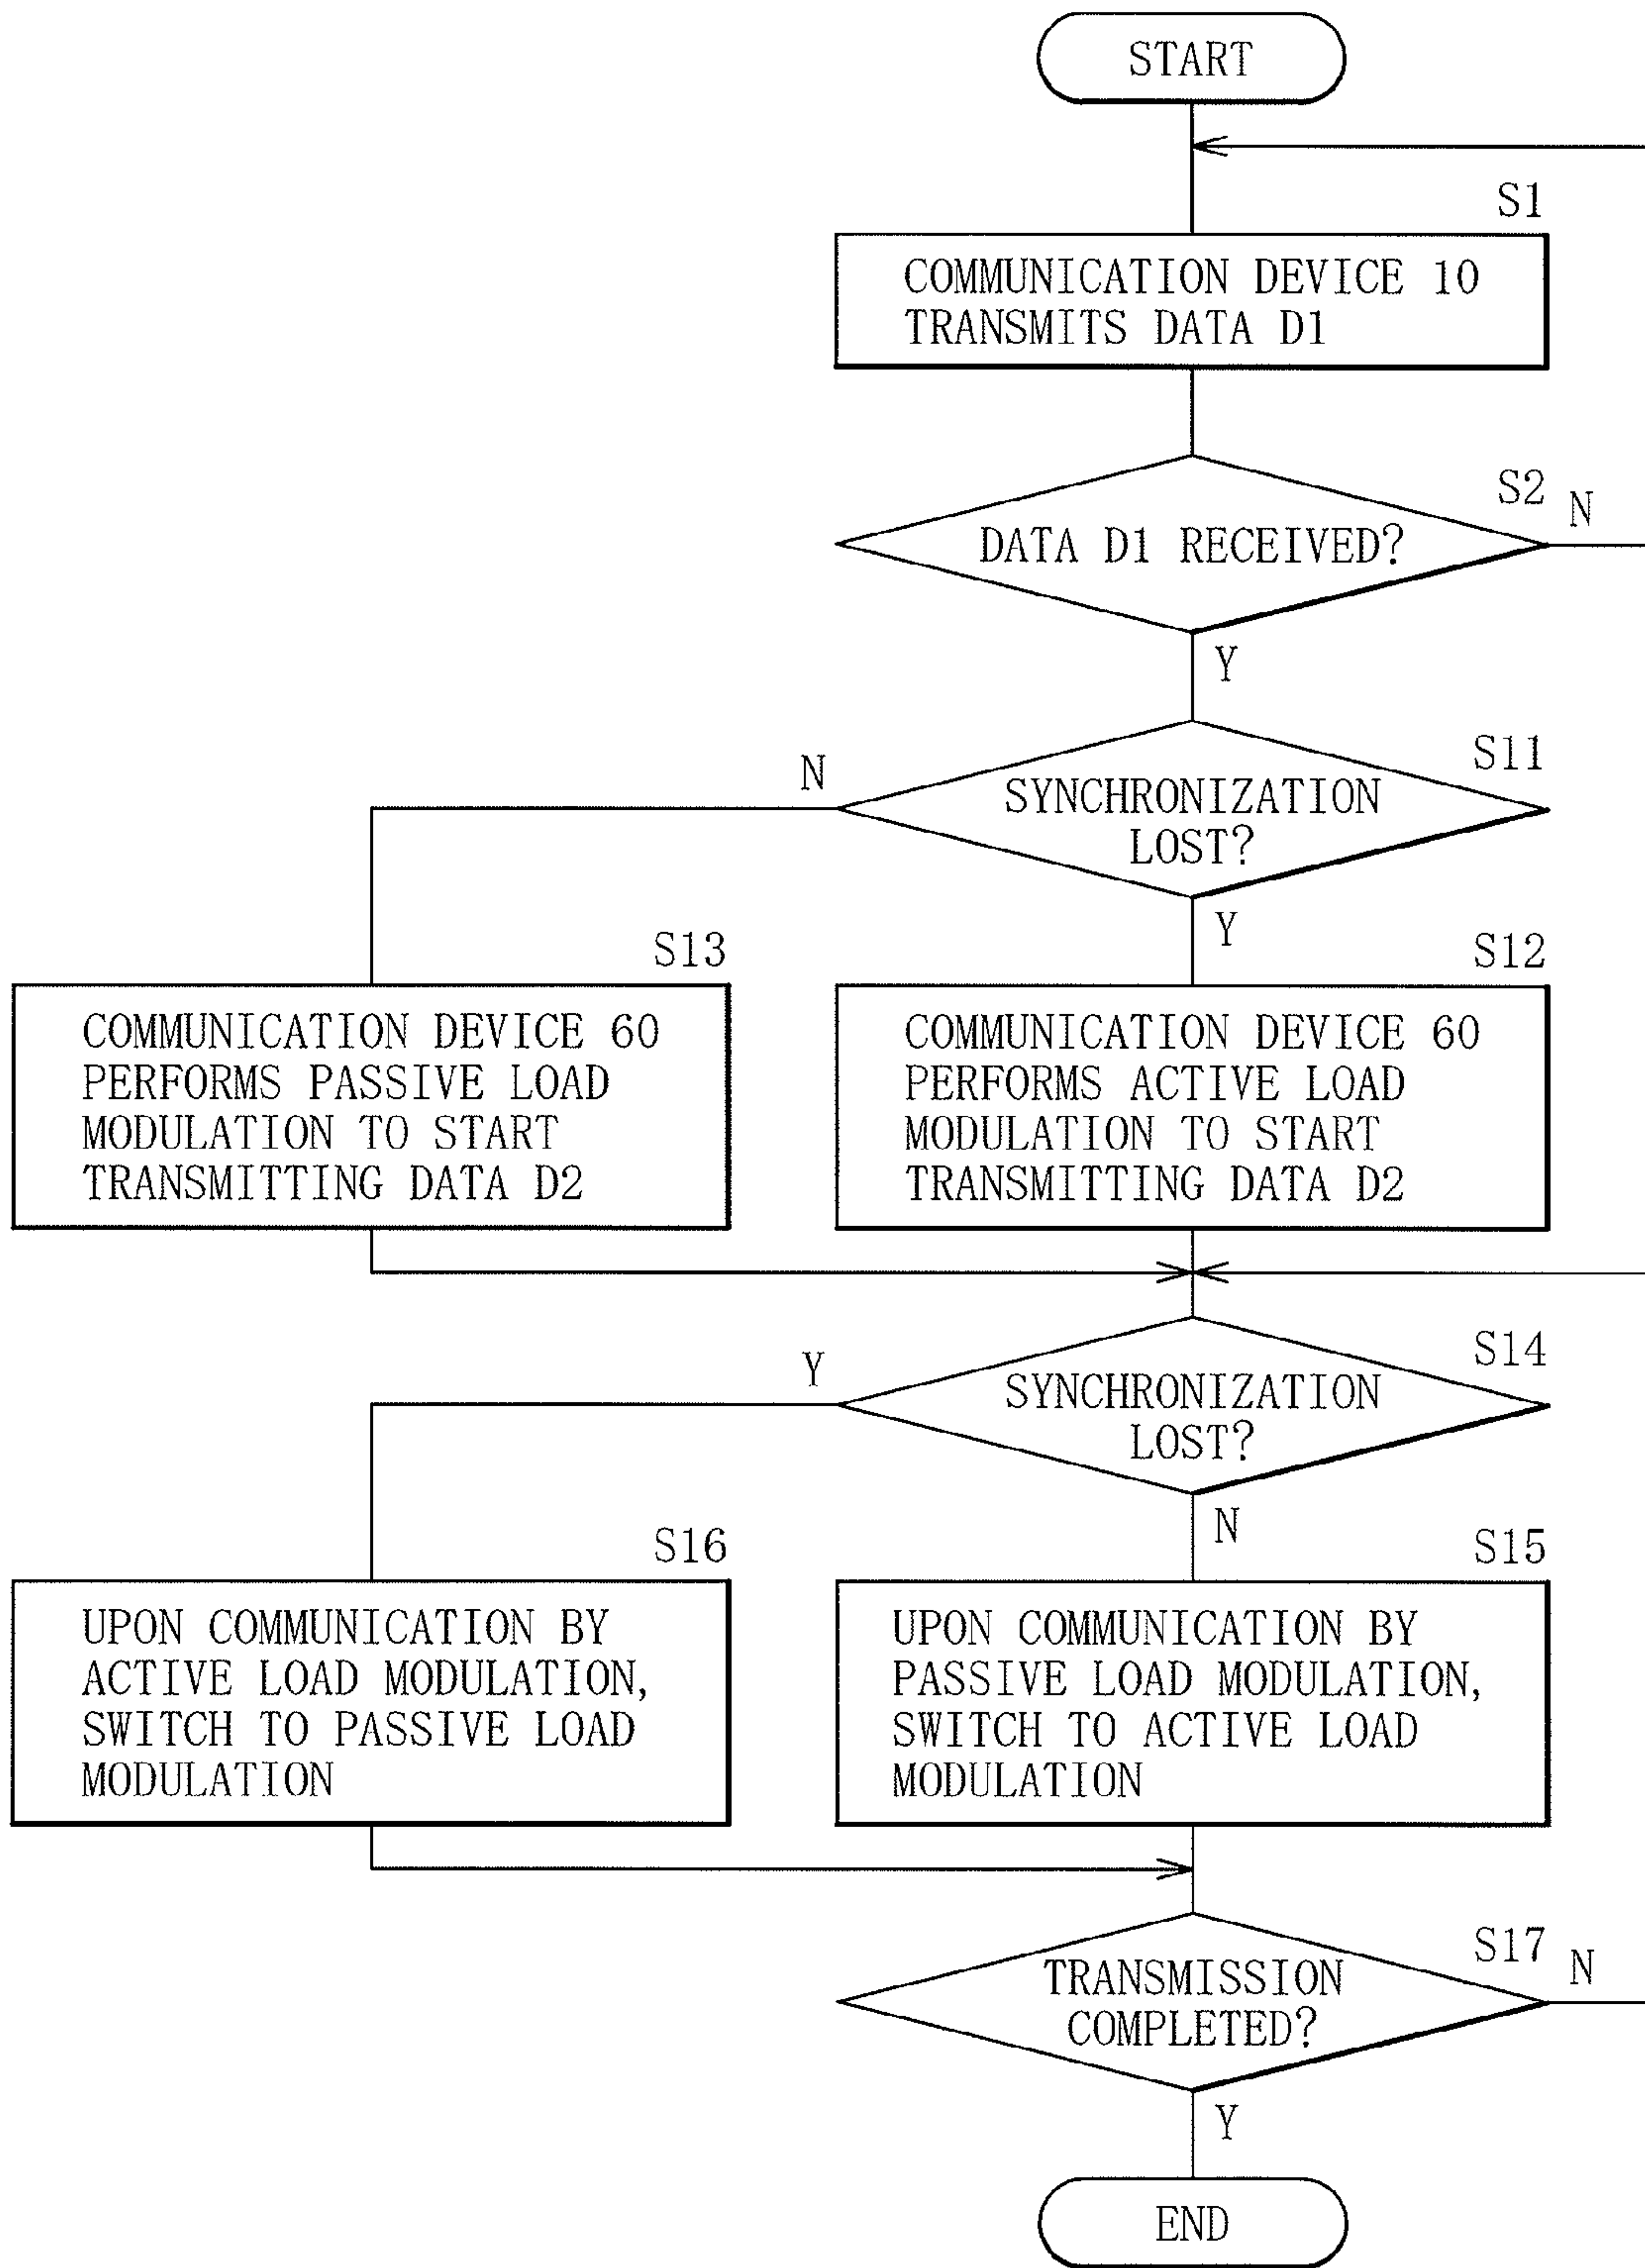 START
S1
COMMUNICATION DEVICE 10
TRANSMITS DATA D1
S2
N
DATA D1 RECEIVED?
Y
S11
N
SYNCHRONIZATION
LOST?
Y
S13
S12
COMMUNICATION DEVICE 60
PERFORMS PASSIVE LOAD
MODULATION TO START
TRANSMITTING DATA D2
COMMUNICATION DEVICE 60
PERFORMS ACTIVE LOAD
MODULATION TO START
TRANSMITTING DATA D2
S14
Y
SYNCHRONIZATION
LOST?
N
S16
S15
UPON COMMUNICATION BY
ACTIVE LOAD MODULATION,
SWITCH TO PASSIVE LOAD
MODULATION
UPON COMMUNICATION BY
PASSIVE LOAD MODULATION,
SWITCH TO ACTIVE LOAD
MODULATION
S17
N
TRANSMISSION
COMPLETED?
Y
END